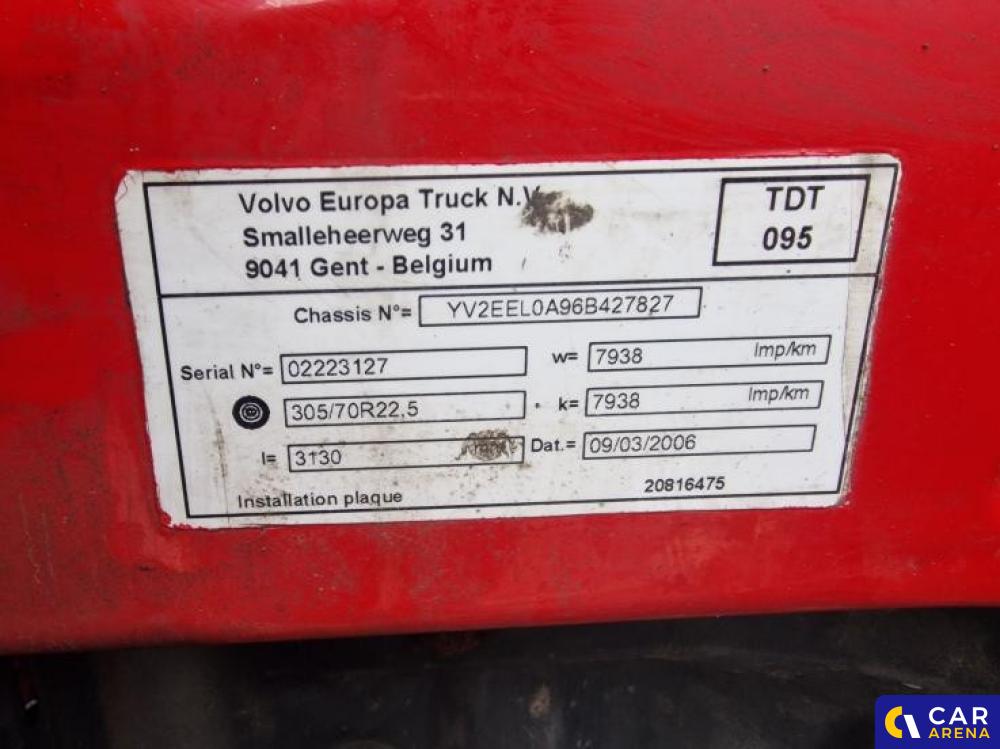 Volvo Europa Truck N.V.
Smalleheerweg 31
9041 Gent - Belgium
TDT
095
Chassis N°= YV2EEL0A96B427827
Serial N°= 02223127 w= 7938 Imp/km
305/70R22,5 k= 7938 Imp/km
l= 3130 Dat.= 09/03/2006
Installation plaque 20816475
CAR
ARENA